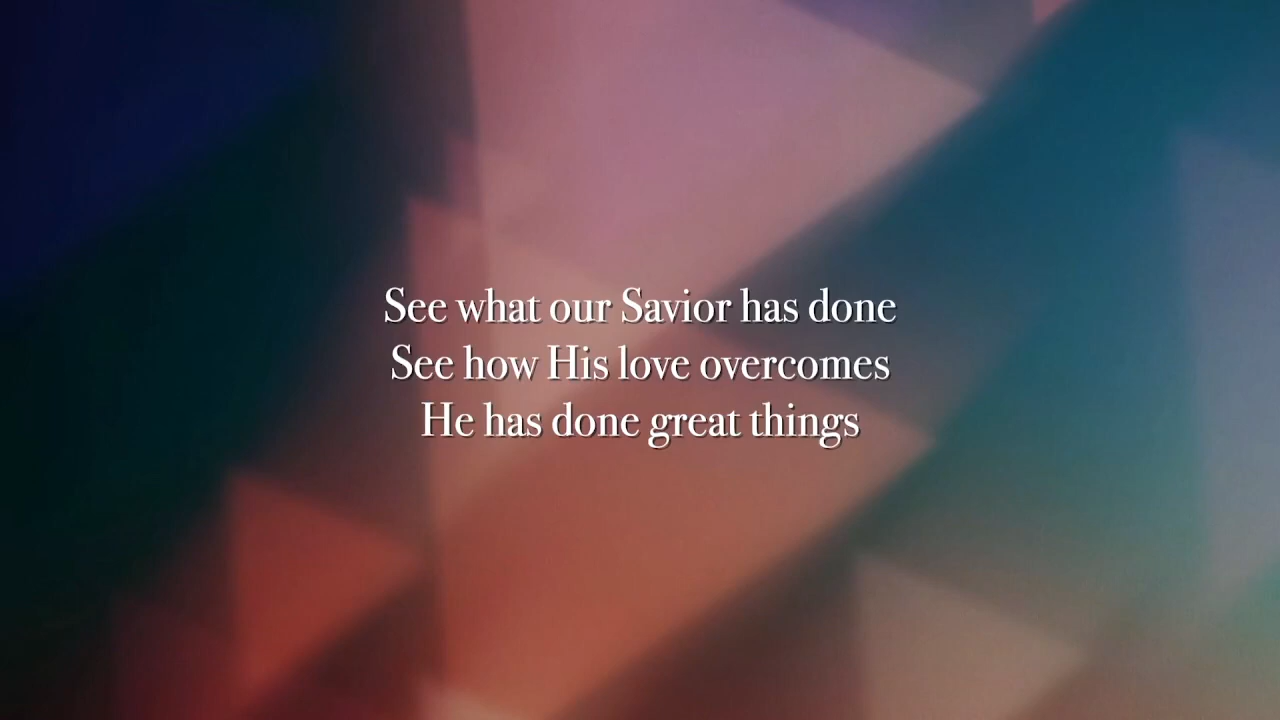 See what our Savior has done
See how His love overcomes
He has done great things